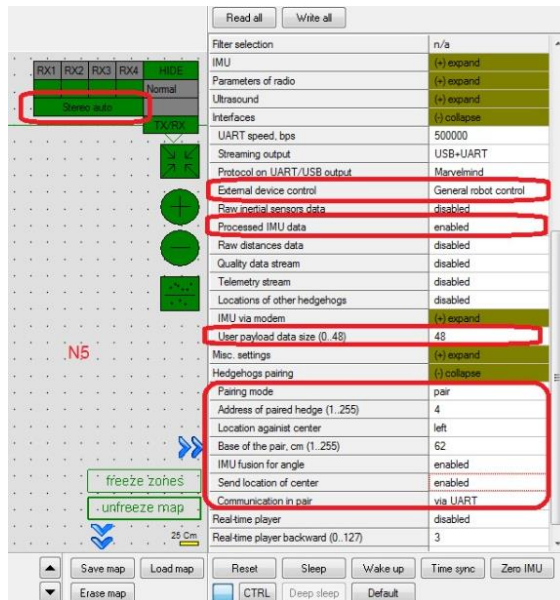 Read all Write all
Filter selection n/a
IMU (+) expand
Parameters of radio (+) expand
Ultrasound (+) expand
Interfaces (-) collapse
UART speed, bps 500000
Streaming output USB+UART
Protocol on UART/USB output Marvelmind
External device control General robot control
Raw inertial sensors data disabled
Processed IMU data enabled
Raw distances data disabled
Quality data stream disabled
Telemetry stream disabled
Locations of other hedgehogs disabled
IMU via modem (+) expand
User payload data size (0..48) 48
Misc. settings (+) expand
Hedgehogs pairing (-) collapse
Pairing mode pair
Address of paired hedge (1..255) 4
Location againist center left
Base of the pair, cm (1..255) 62
IMU fusion for angle enabled
Send location of center enabled
Communication in pair via UART
Real-time player disabled
Real-time player backward (0..127) 3
RX1 RX2 RX3 RX4 HIDE
Normal
Stereo auto
TX/RX
N5
freeze zones
unfreeze map
25 Cm
Save map Load map Reset Sleep Wake up Time sync Zero IMU
Erase map CTRL Deep sleep Default